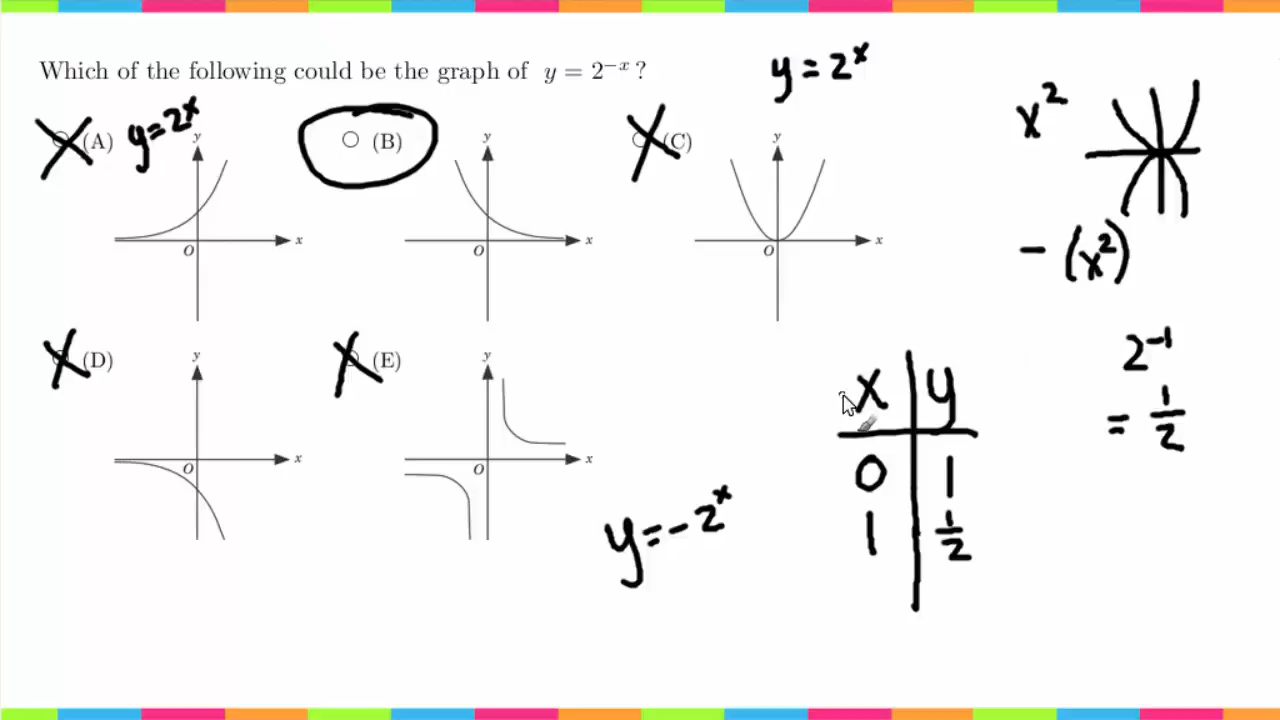 Which of the following could be the graph of y = 2^{-x} ?
y = 2^x
x^2
(A)
y=2^x
(B)
(C)
y
x
O
y
x
O
y
x
O
- (x^2)
(D)
(E)
y
x
O
y
x
O
2^{-1}
= 1/2
x y
0 1
1 1/2
y=-2^x